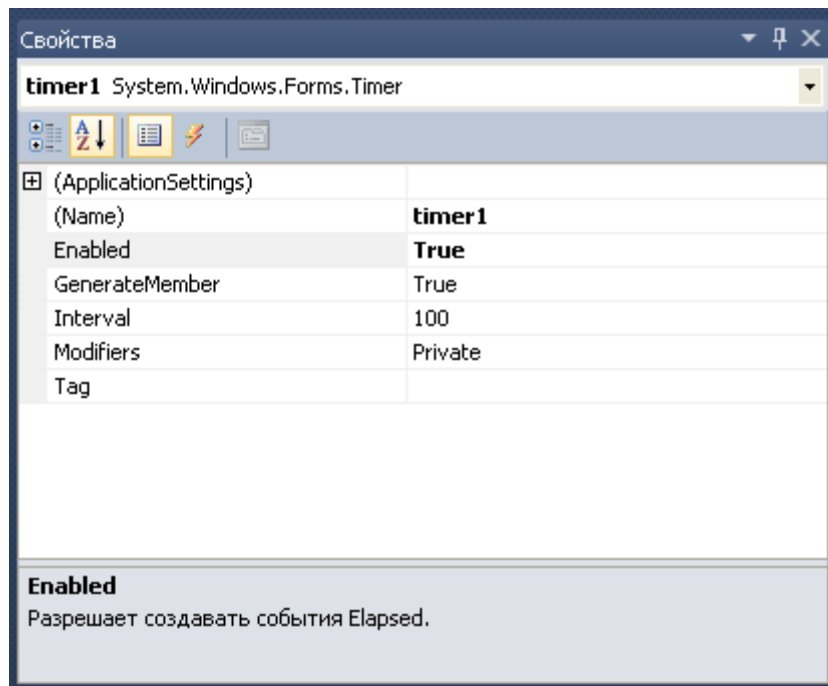 Свойства
timer1 System.Windows.Forms.Timer
(ApplicationSettings)
(Name) timer1
Enabled True
GenerateMember True
Interval 100
Modifiers Private
Tag
Enabled
Разрешает создавать события Elapsed.